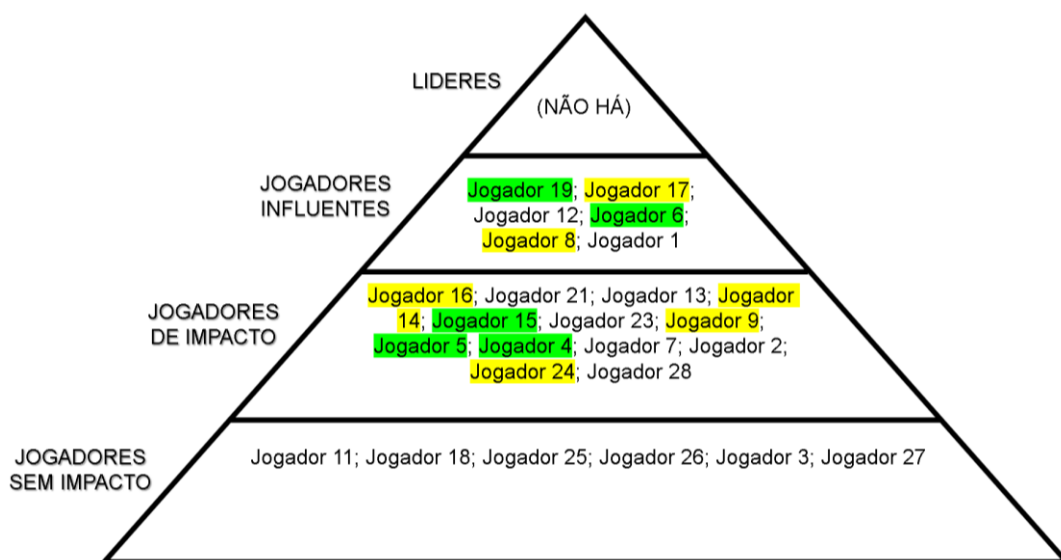 LIDERES
(NÃO HÁ)
JOGADORES
INFLUENTES
Jogador 19; Jogador 17;
Jogador 12; Jogador 6;
Jogador 8; Jogador 1
JOGADORES
DE IMPACTO
Jogador 16; Jogador 21; Jogador 13; Jogador
14; Jogador 15; Jogador 23; Jogador 9;
Jogador 5; Jogador 4; Jogador 7; Jogador 2;
Jogador 24; Jogador 28
JOGADORES
SEM IMPACTO
Jogador 11; Jogador 18; Jogador 25; Jogador 26; Jogador 3; Jogador 27